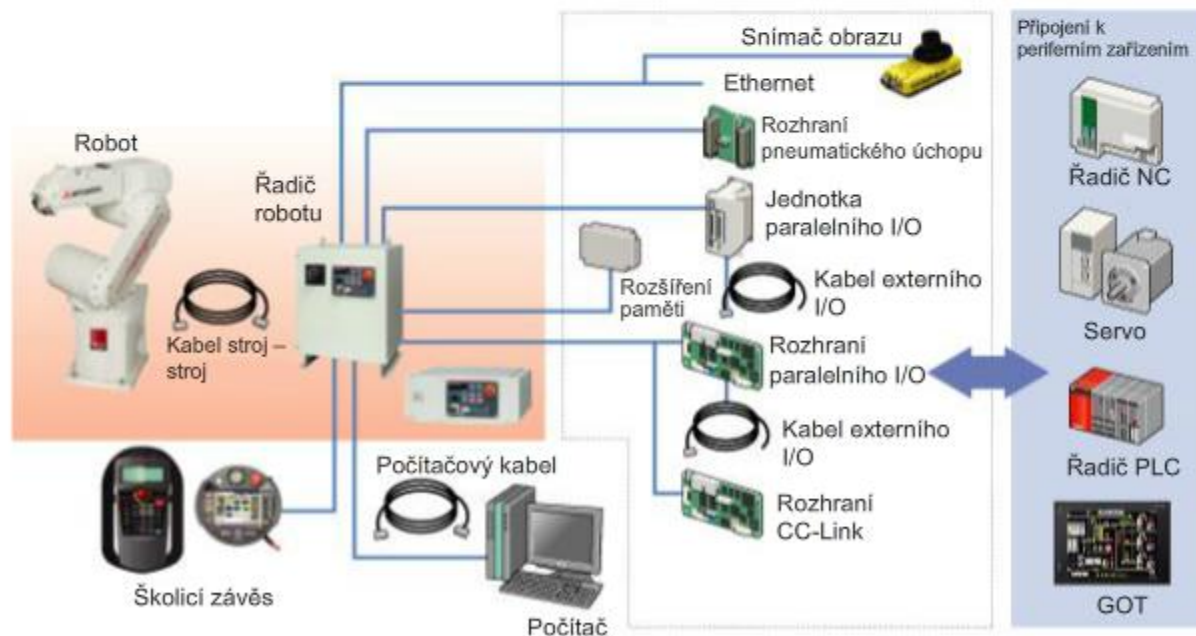 Snímač obrazu
Ethernet
Rozhraní
pneumatického úchopu
Jednotka
paralelního I/O
Kabel externího
I/O
Rozšíření
paměti
Rozhraní
paralelního I/O
Kabel externího
I/O
Rozhraní
CC-Link
Robot
Řadič
robotu
Kabel stroj –
stroj
Školicí závěs
Počítačový kabel
Počítač
Připojení k
periferním zařízením
Řadič NC
Servo
Řadič PLC
GOT